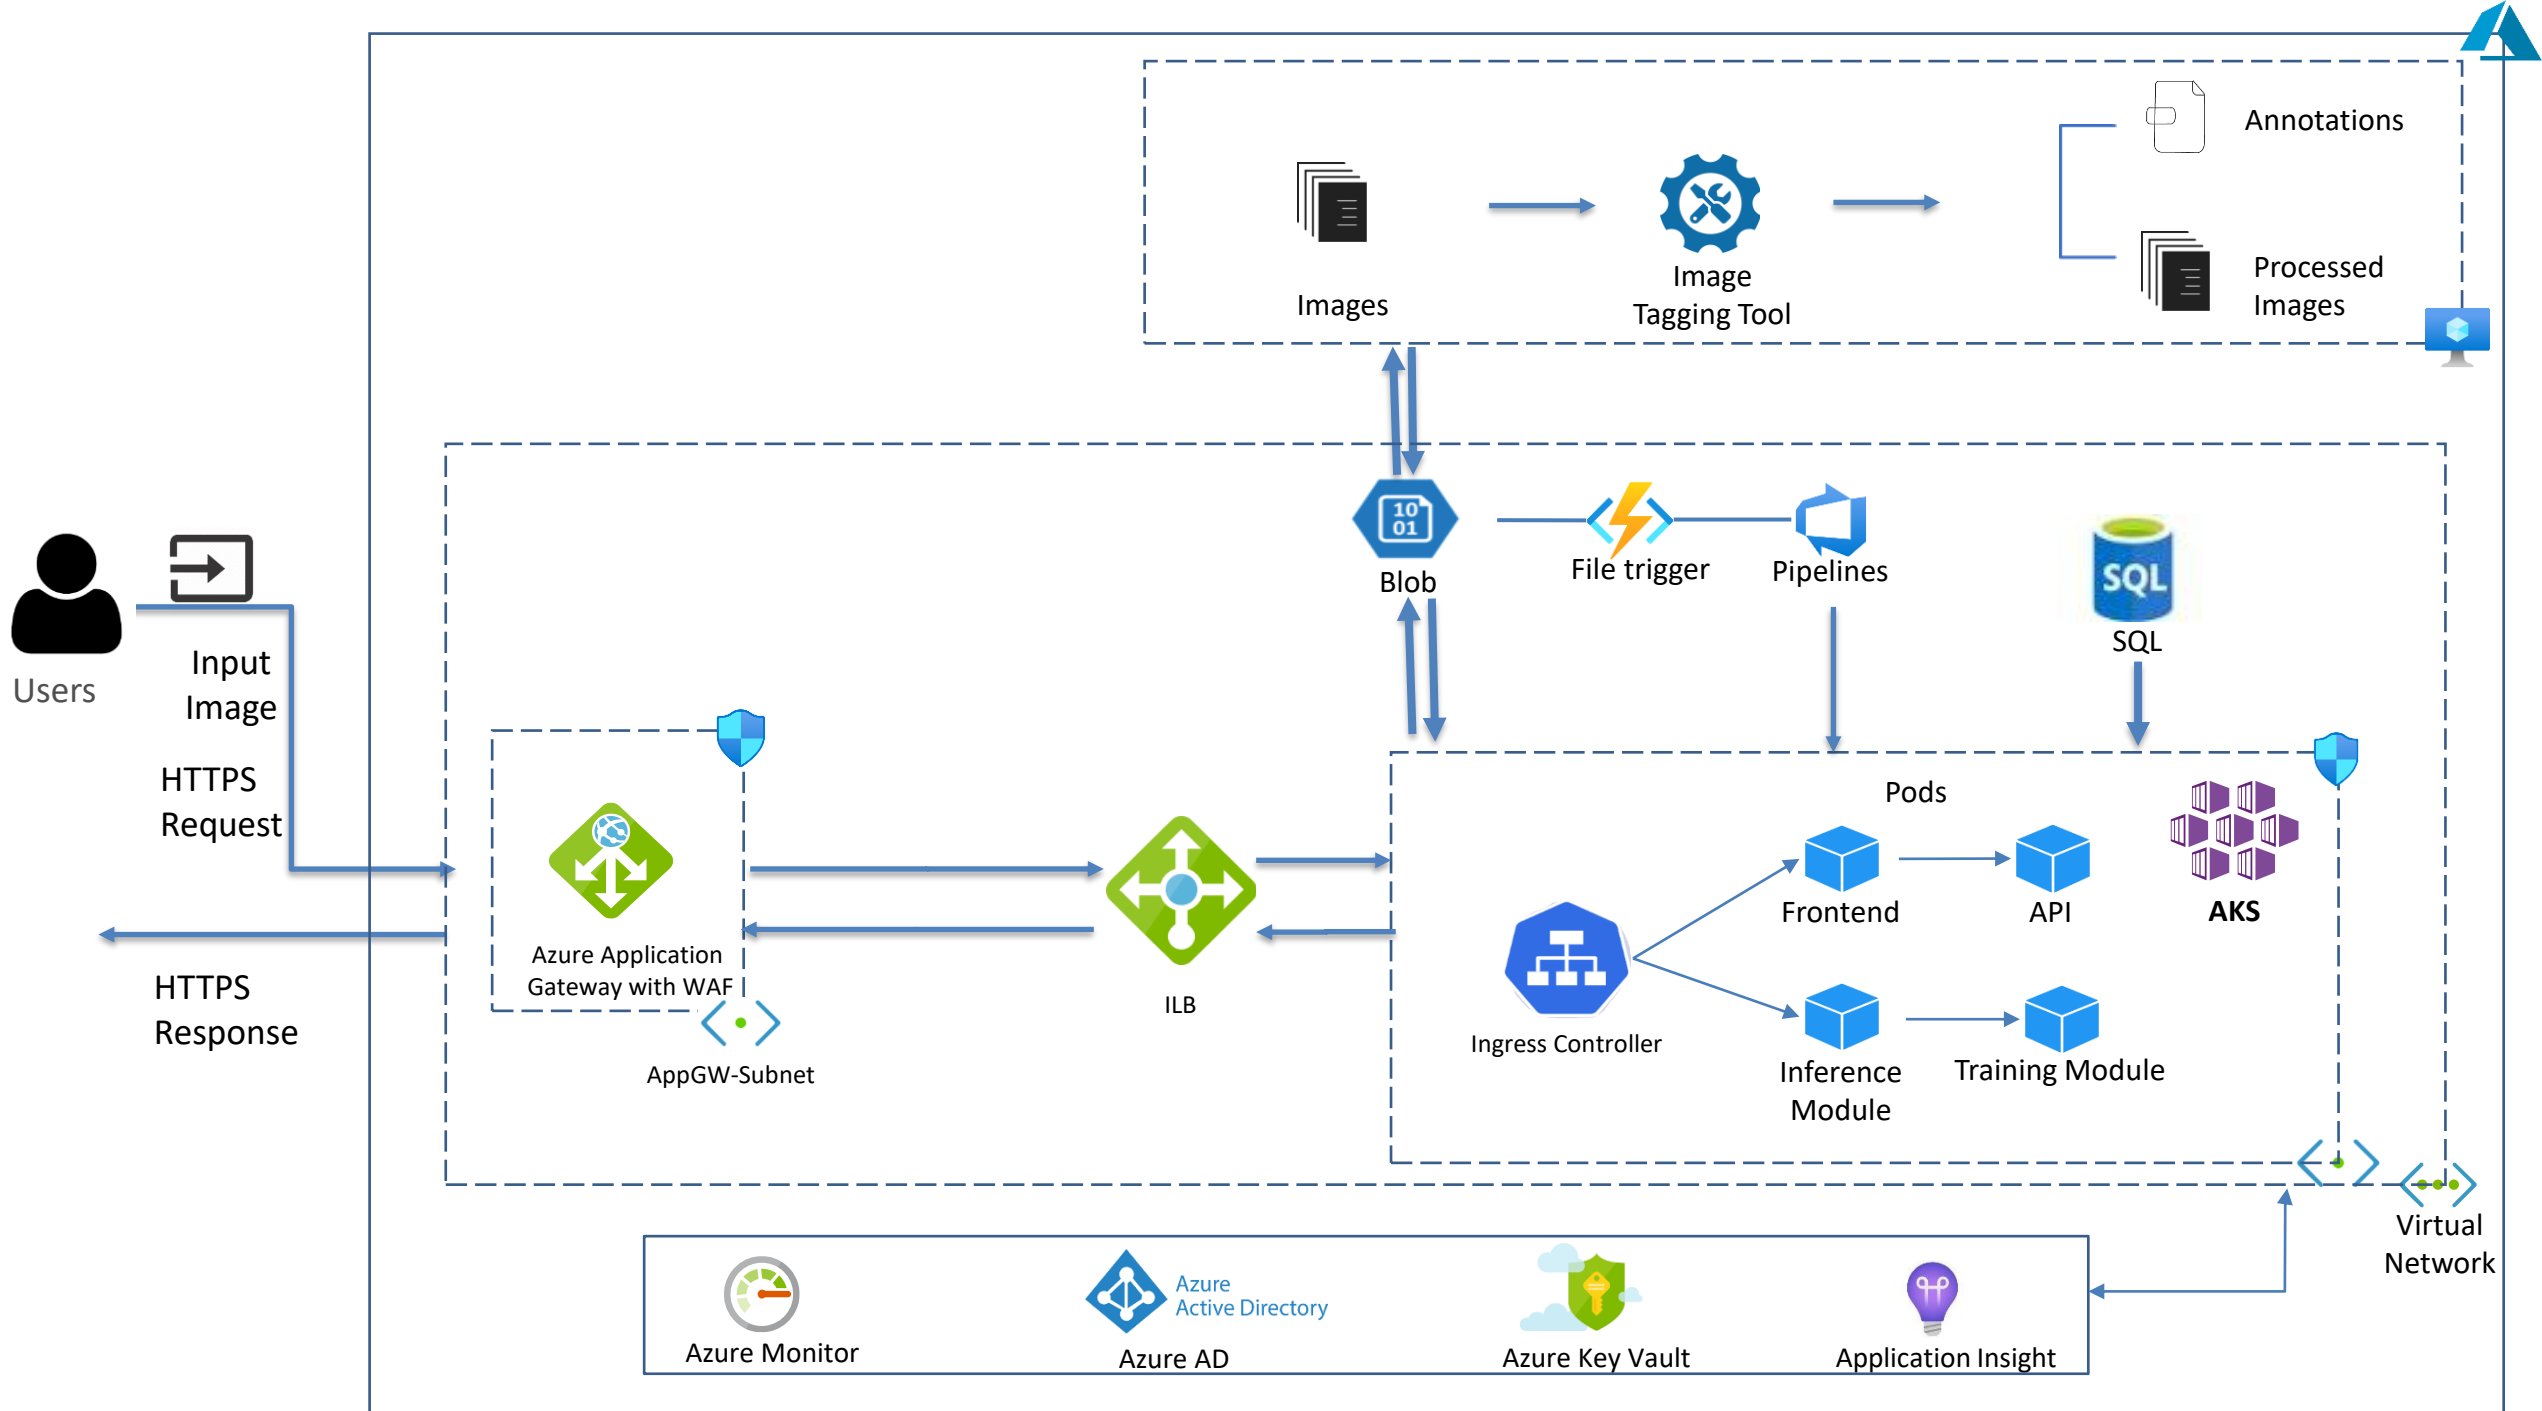 Annotations
Images
Image
Tagging Tool
Processed
Images
10
01
Blob
File trigger
Pipelines
SQL
SQL
Users
Input
Image
HTTPS
Request
HTTPS
Response
Azure Application
Gateway with WAF
AppGW-Subnet
ILB
Pods
Frontend
API
AKS
Ingress Controller
Inference
Module
Training Module
Virtual
Network
Azure Monitor
Azure
Active Directory
Azure AD
Azure Key Vault
Application Insight